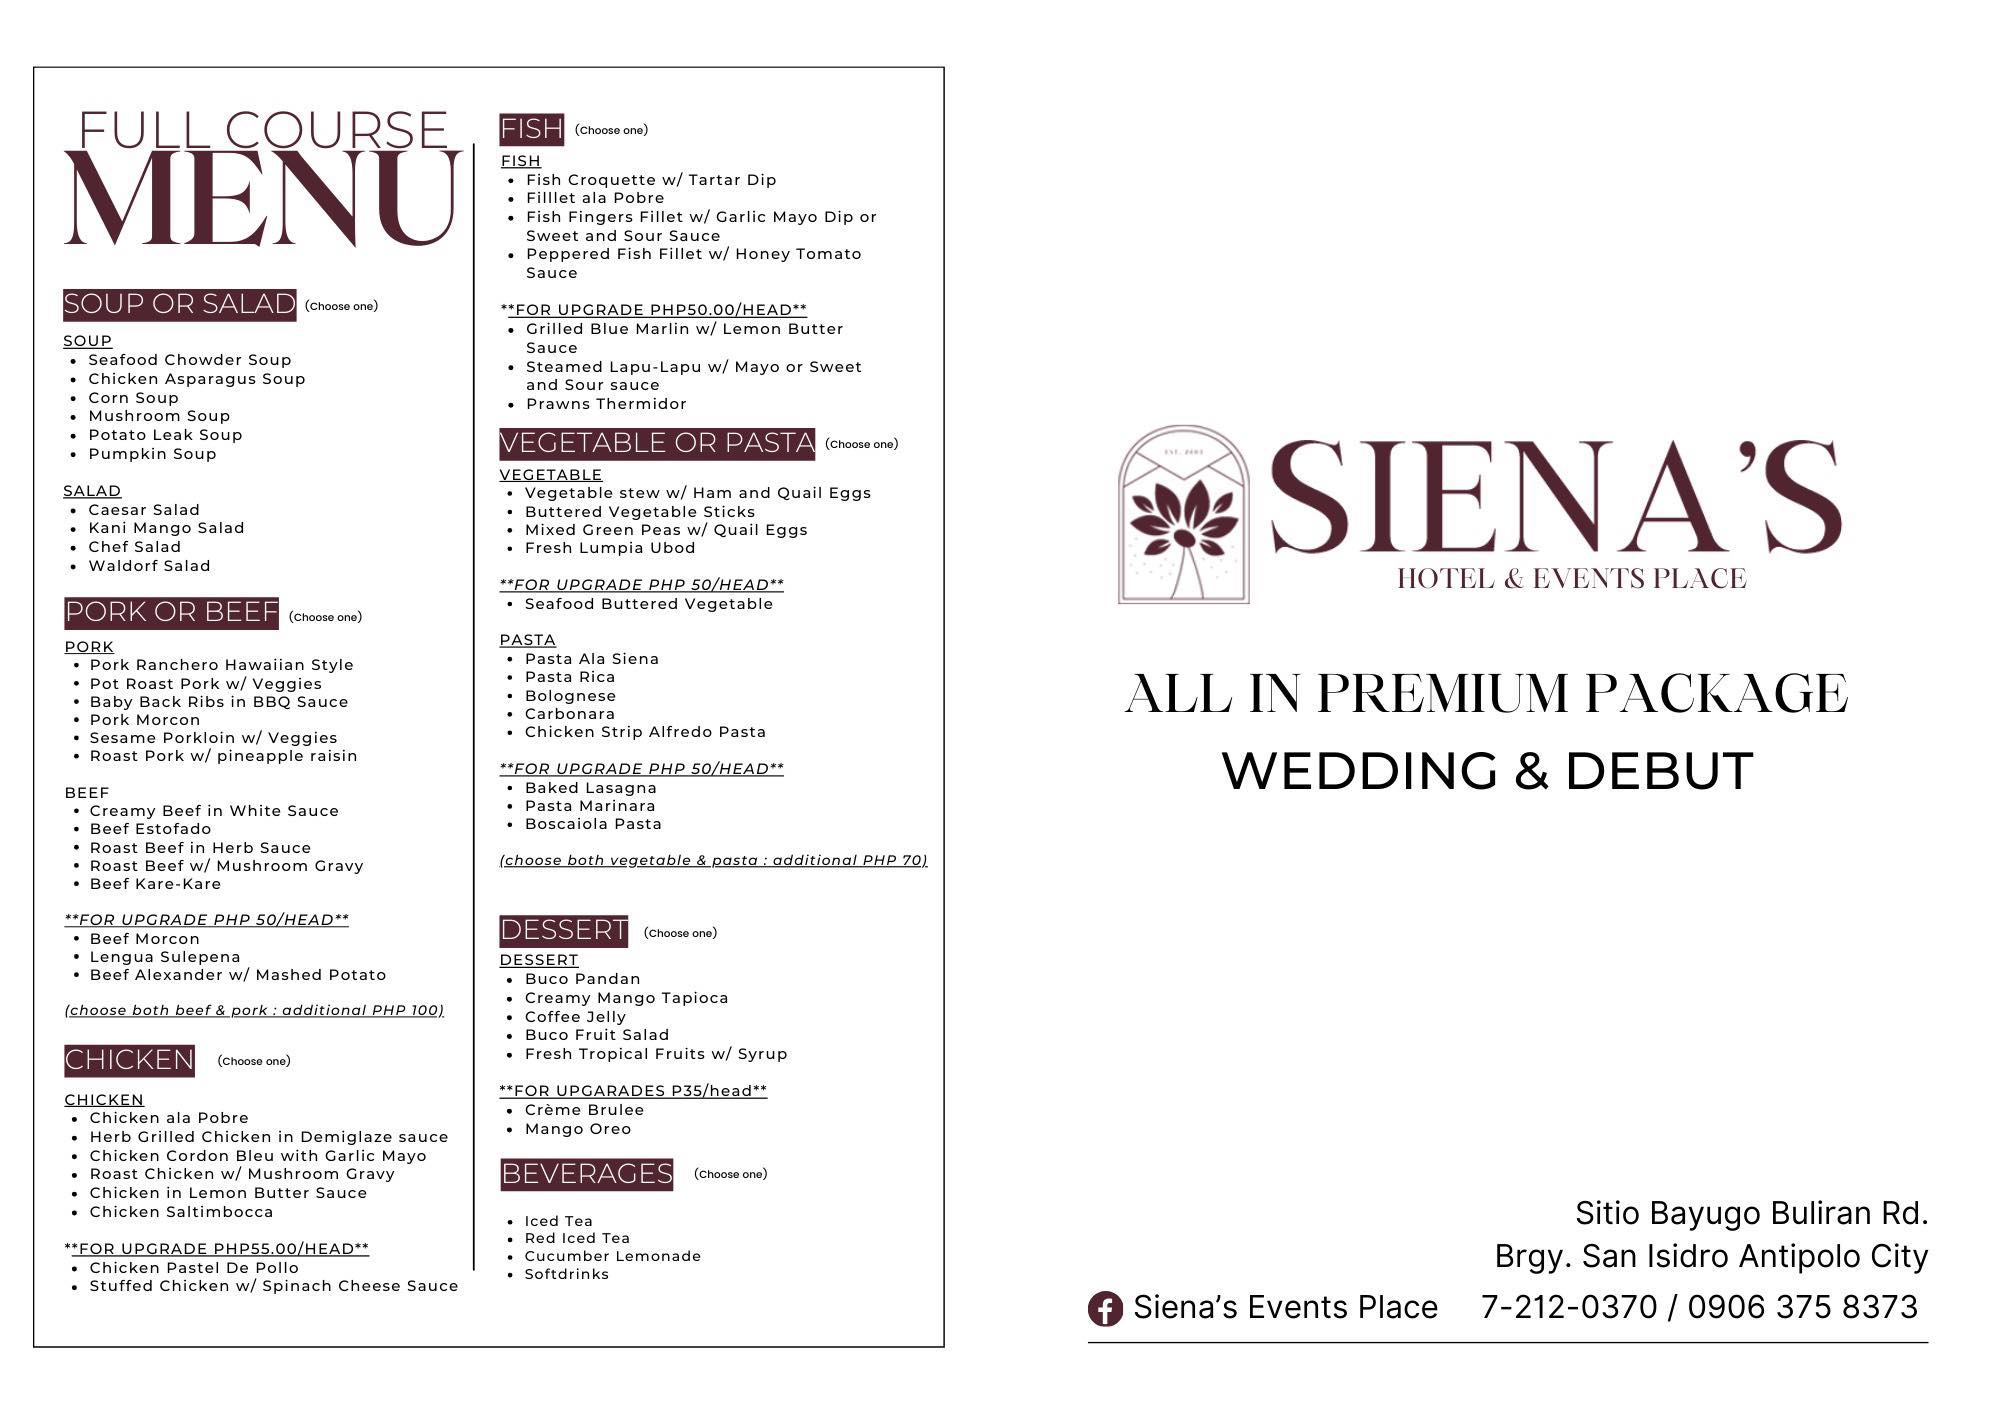 FULL COURSE
MENU
SOUP OR SALAD (Choose one)
SOUP
• Seafood Chowder Soup
• Chicken Asparagus Soup
• Corn Soup
• Mushroom Soup
• Potato Leak Soup
• Pumpkin Soup
SALAD
• Caesar Salad
• Kani Mango Salad
• Chef Salad
• Waldorf Salad
PORK OR BEEF (Choose one)
PORK
• Pork Ranchero Hawaiian Style
• Pot Roast Pork w/ Veggies
• Baby Back Ribs in BBQ Sauce
• Pork Morcon
• Sesame Porkloin w/ Veggies
• Roast Pork w/ pineapple raisin
BEEF
• Creamy Beef in White Sauce
• Beef Estofado
• Roast Beef in Herb Sauce
• Roast Beef w/ Mushroom Gravy
• Beef Kare-Kare
**FOR UPGRADE PHP 50/HEAD**
• Beef Morcon
• Lengua Sulepena
• Beef Alexander w/ Mashed Potato
(choose both beef & pork : additional PHP 100)
CHICKEN (Choose one)
CHICKEN
• Chicken ala Pobre
• Herb Grilled Chicken in Demiglaze sauce
• Chicken Cordon Bleu with Garlic Mayo
• Roast Chicken w/ Mushroom Gravy
• Chicken in Lemon Butter Sauce
• Chicken Saltimbocca
**FOR UPGRADE PHP55.00/HEAD**
• Chicken Pastel De Pollo
• Stuffed Chicken w/ Spinach Cheese Sauce
FISH (Choose one)
FISH
• Fish Croquette w/ Tartar Dip
• Filllet ala Pobre
• Fish Fingers Fillet w/ Garlic Mayo Dip or
Sweet and Sour Sauce
• Peppered Fish Fillet w/ Honey Tomato
Sauce
**FOR UPGRADE PHP50.00/HEAD**
• Grilled Blue Marlin w/ Lemon Butter
Sauce
• Steamed Lapu-Lapu w/ Mayo or Sweet
and Sour sauce
• Prawns Thermidor
VEGETABLE OR PASTA (Choose one)
VEGETABLE
• Vegetable stew w/ Ham and Quail Eggs
• Buttered Vegetable Sticks
• Mixed Green Peas w/ Quail Eggs
• Fresh Lumpia Ubod
**FOR UPGRADE PHP 50/HEAD**
• Seafood Buttered Vegetable
PASTA
• Pasta Ala Siena
• Pasta Rica
• Bolognese
• Carbonara
• Chicken Strip Alfredo Pasta
**FOR UPGRADE PHP 50/HEAD**
• Baked Lasagna
• Pasta Marinara
• Boscaiola Pasta
(choose both vegetable & pasta : additional PHP 70)
DESSERT (Choose one)
DESSERT
• Buco Pandan
• Creamy Mango Tapioca
• Coffee Jelly
• Buco Fruit Salad
• Fresh Tropical Fruits w/ Syrup
**FOR UPGARADES P35/head**
• Crème Brulee
• Mango Oreo
BEVERAGES (Choose one)
• Iced Tea
• Red Iced Tea
• Cucumber Lemonade
• Softdrinks
SIENA'S
HOTEL & EVENTS PLACE
ALL IN PREMIUM PACKAGE
WEDDING & DEBUT
Sitio Bayugo Buliran Rd.
Brgy. San Isidro Antipolo City
Siena's Events Place 7-212-0370 / 0906 375 8373